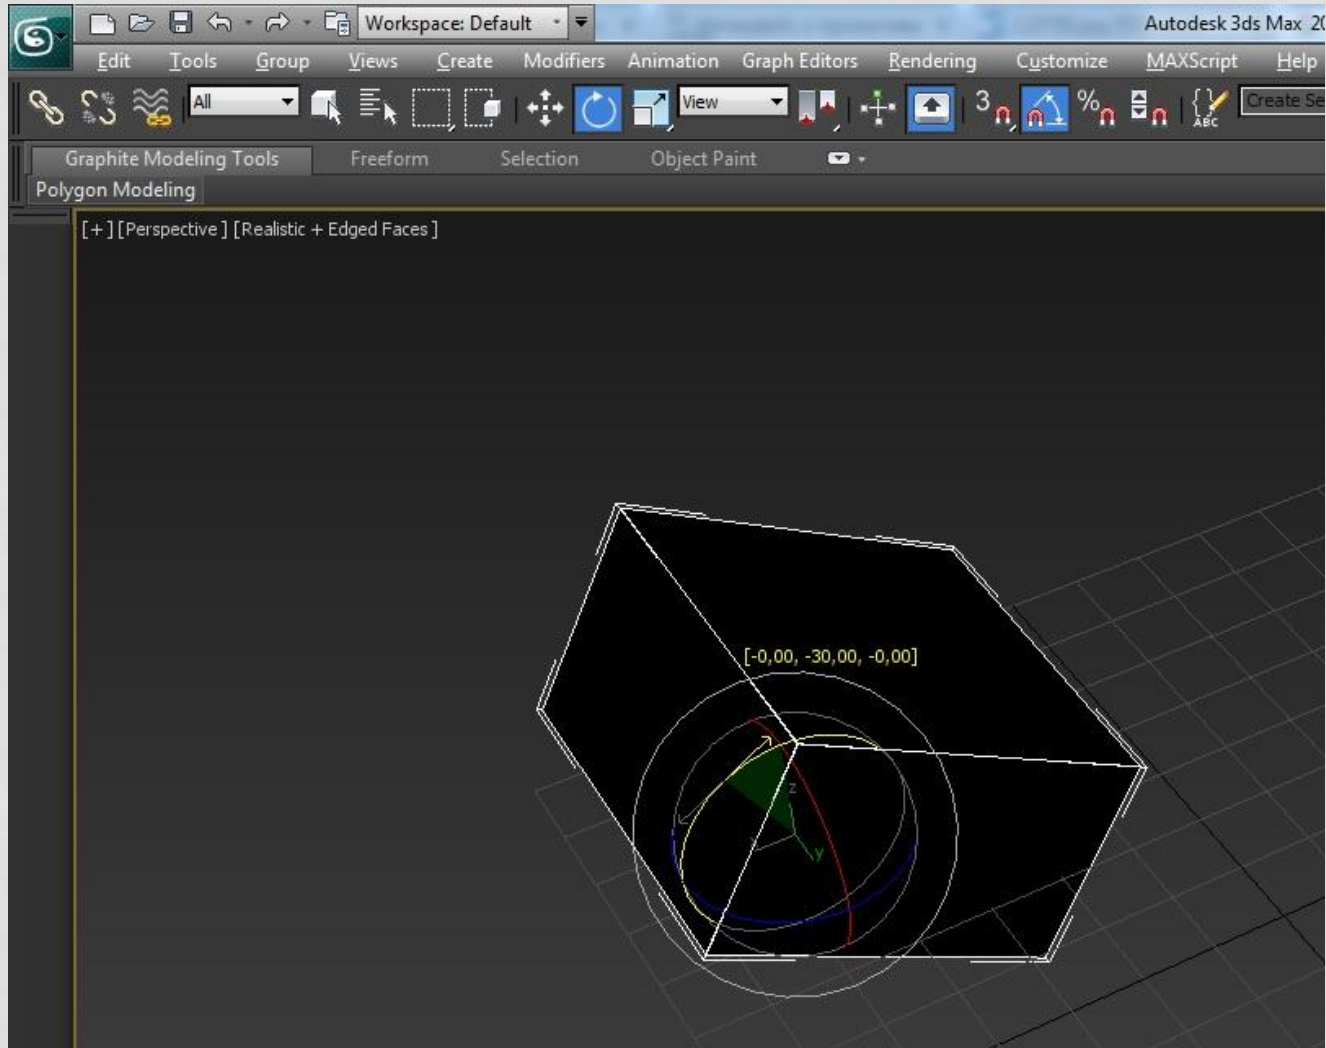 Workspace: Default
Autodesk 3ds Max 20
Edit Tools Group Views Create Modifiers Animation Graph Editors Rendering Customize MAXScript Help
All
View
3
%
{}
ABC
Create Se
Graphite Modeling Tools Freeform Selection Object Paint
Polygon Modeling
[+][Perspective][Realistic + Edged Faces]
[-0,00, -30,00, -0,00]
z
y